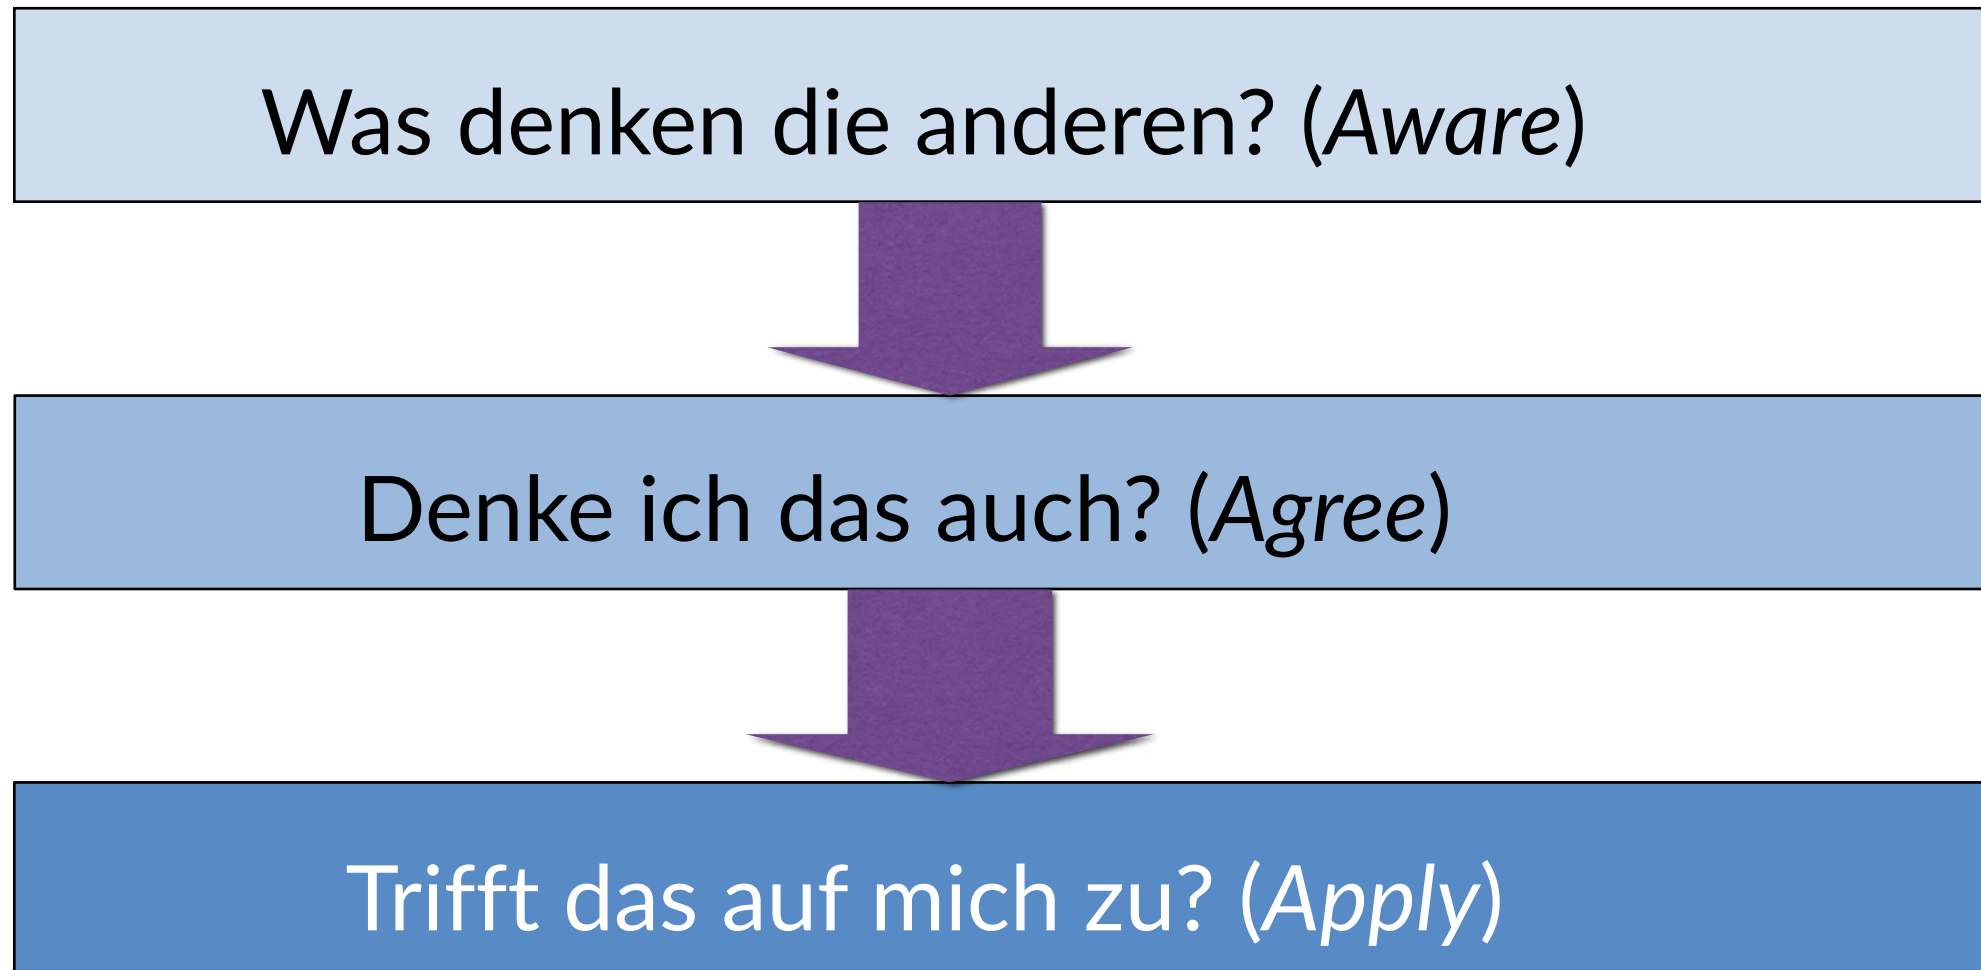 Was denken die anderen? (Aware)
Denke ich das auch? (Agree)
Trifft das auf mich zu? (Apply)